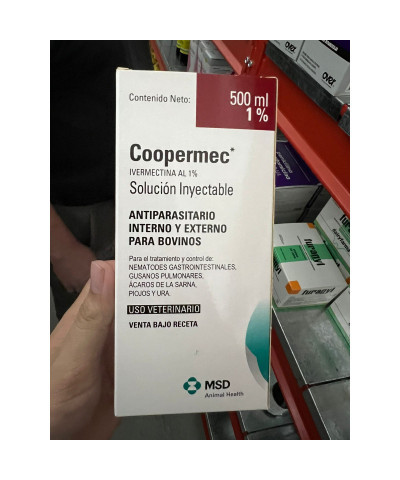 Contenido Neto:
500 ml
1 %
Coopermec*
IVERMECTINA AL 1%
Solución Inyectable
ANTIPARASITARIO
INTERNO Y EXTERNO
PARA BOVINOS
Para el tratamiento y control de:
NEMATODES GASTROINTESTINALES,
GUSANOS PULMONARES,
ÁCAROS DE LA SARNA,
PIOJOS Y URA.
USO VETERINARIO
VENTA BAJO RECETA
MSD
Animal Health